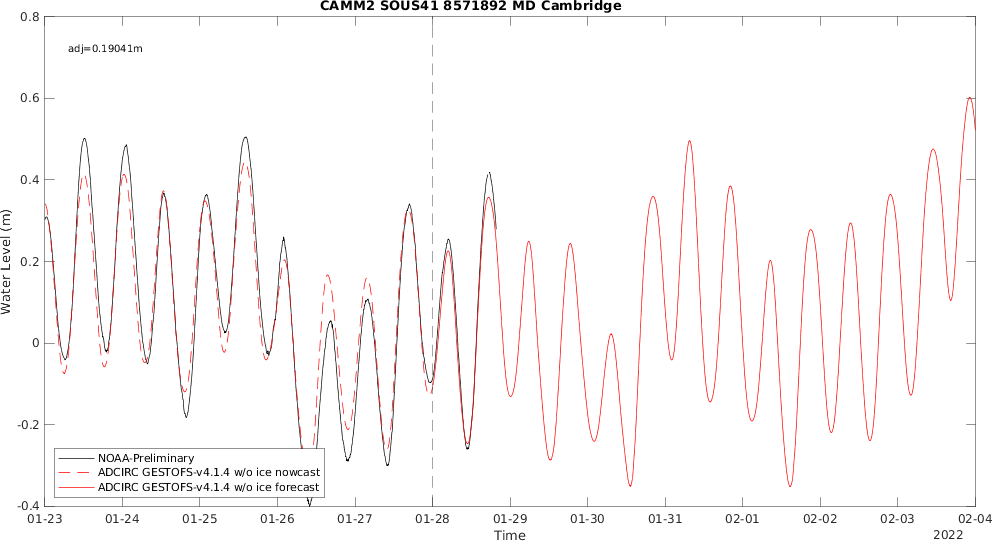 CAMM2 SOUS41 8571892 MD Cambridge
adj=0.19041m
Water Level (m)
0.8
0.6
0.4
0.2
0
-0.2
-0.4
NOAA-Preliminary
ADCIRC GESTOFS-v4.1.4 w/o ice nowcast
ADCIRC GESTOFS-v4.1.4 w/o ice forecast
01-23 01-24 01-25 01-26 01-27 01-28 01-29 01-30 01-31 02-01 02-02 02-03 02-04
Time
2022